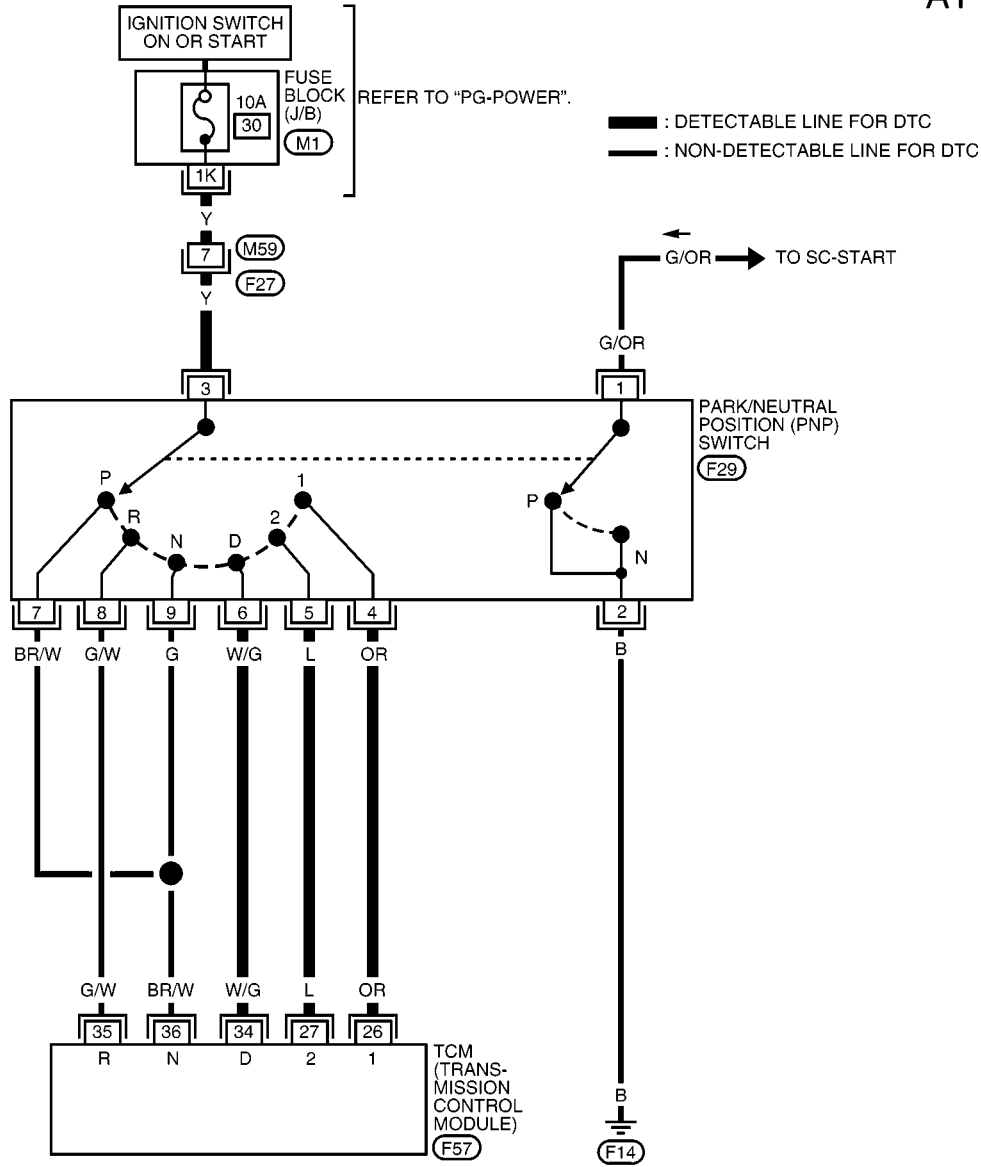 AT
IGNITION SWITCH
ON OR START
FUSE
BLOCK
(J/B)
10A
30
M1
REFER TO “PG-POWER”.
: DETECTABLE LINE FOR DTC
: NON-DETECTABLE LINE FOR DTC
1K
Y
7
M59
F27
Y
G/OR
TO SC-START
G/OR
3
1
PARK/NEUTRAL
POSITION (PNP)
SWITCH
F29
P
R
N
D
2
1
P
N
7
8
9
6
5
4
2
BR/W
G/W
G
W/G
L
OR
B
G/W
BR/W
W/G
L
OR
35
36
34
27
26
R
N
D
2
1
TCM
(TRANS-
MISSION
CONTROL
MODULE)
F57
B
F14